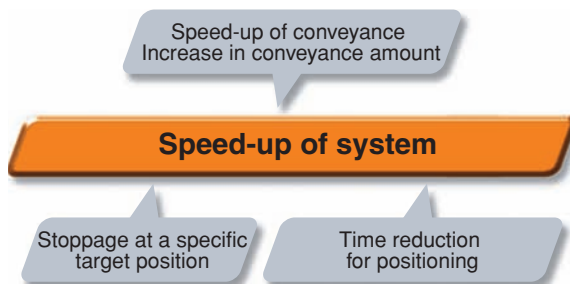 Speed-up of conveyance
Increase in conveyance amount
Speed-up of system
Stoppage at a specific
target position
Time reduction
for positioning